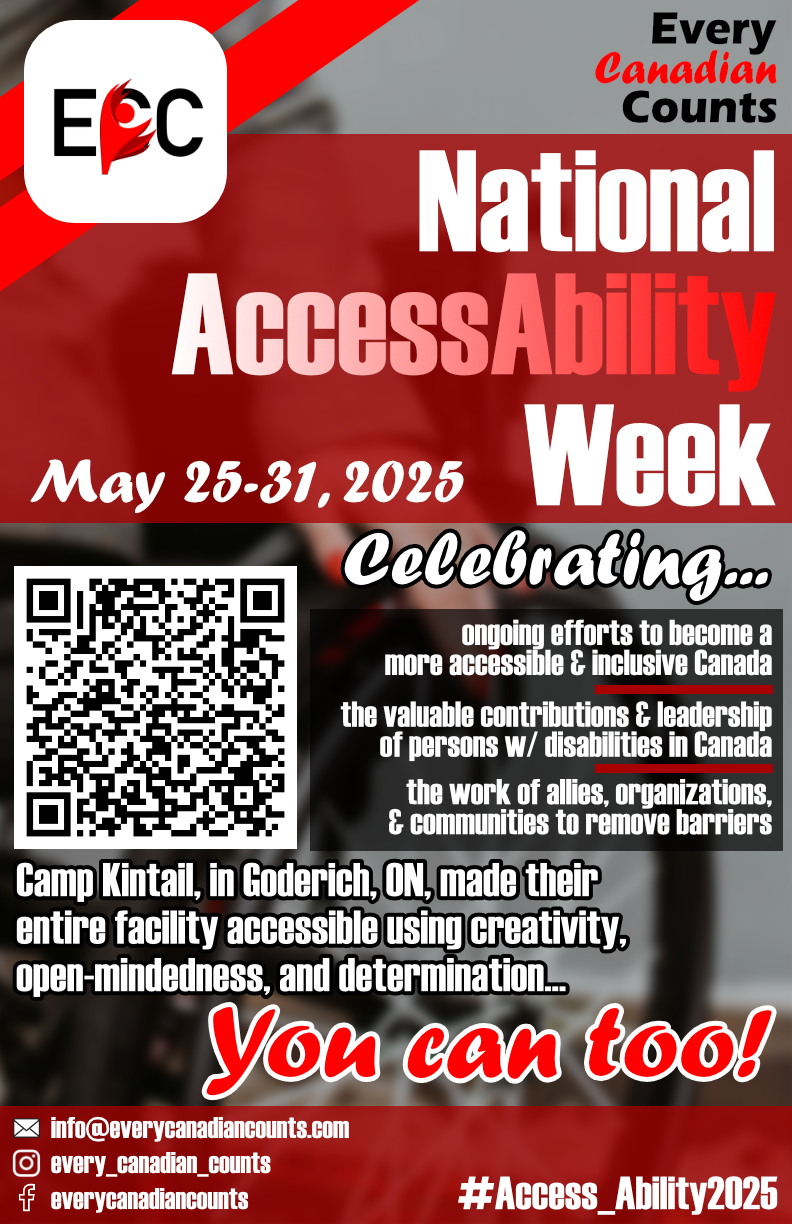 ECC
Every
Canadian
Counts
National
AccessAbility
Week
May 25-31, 2025
Celebrating...
ongoing efforts to become a
more accessible & inclusive Canada
the valuable contributions & leadership
of persons w/ disabilities in Canada
the work of allies, organizations,
& communities to remove barriers
Camp Kintail, in Goderich, ON, made their
entire facility accessible using creativity,
open-mindedness, and determination...
You can too!
info@everycanadiancounts.com
every_canadian_counts
everycanadiancounts
#Access_Ability2025